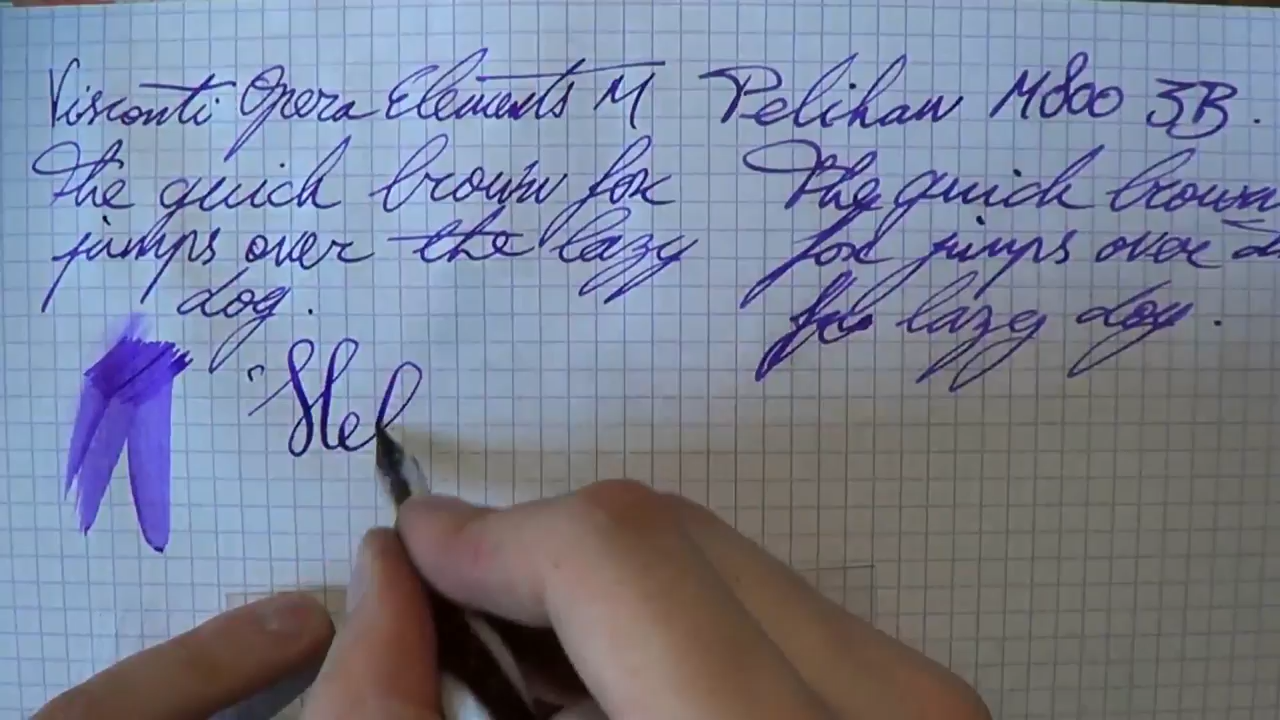 Visconti Opera Elements M
The quick brown fox
jumps over the lazy
dog.
Pelikan M800 3B.
The quick brown
fox jumps over
lazy dog.
Hel